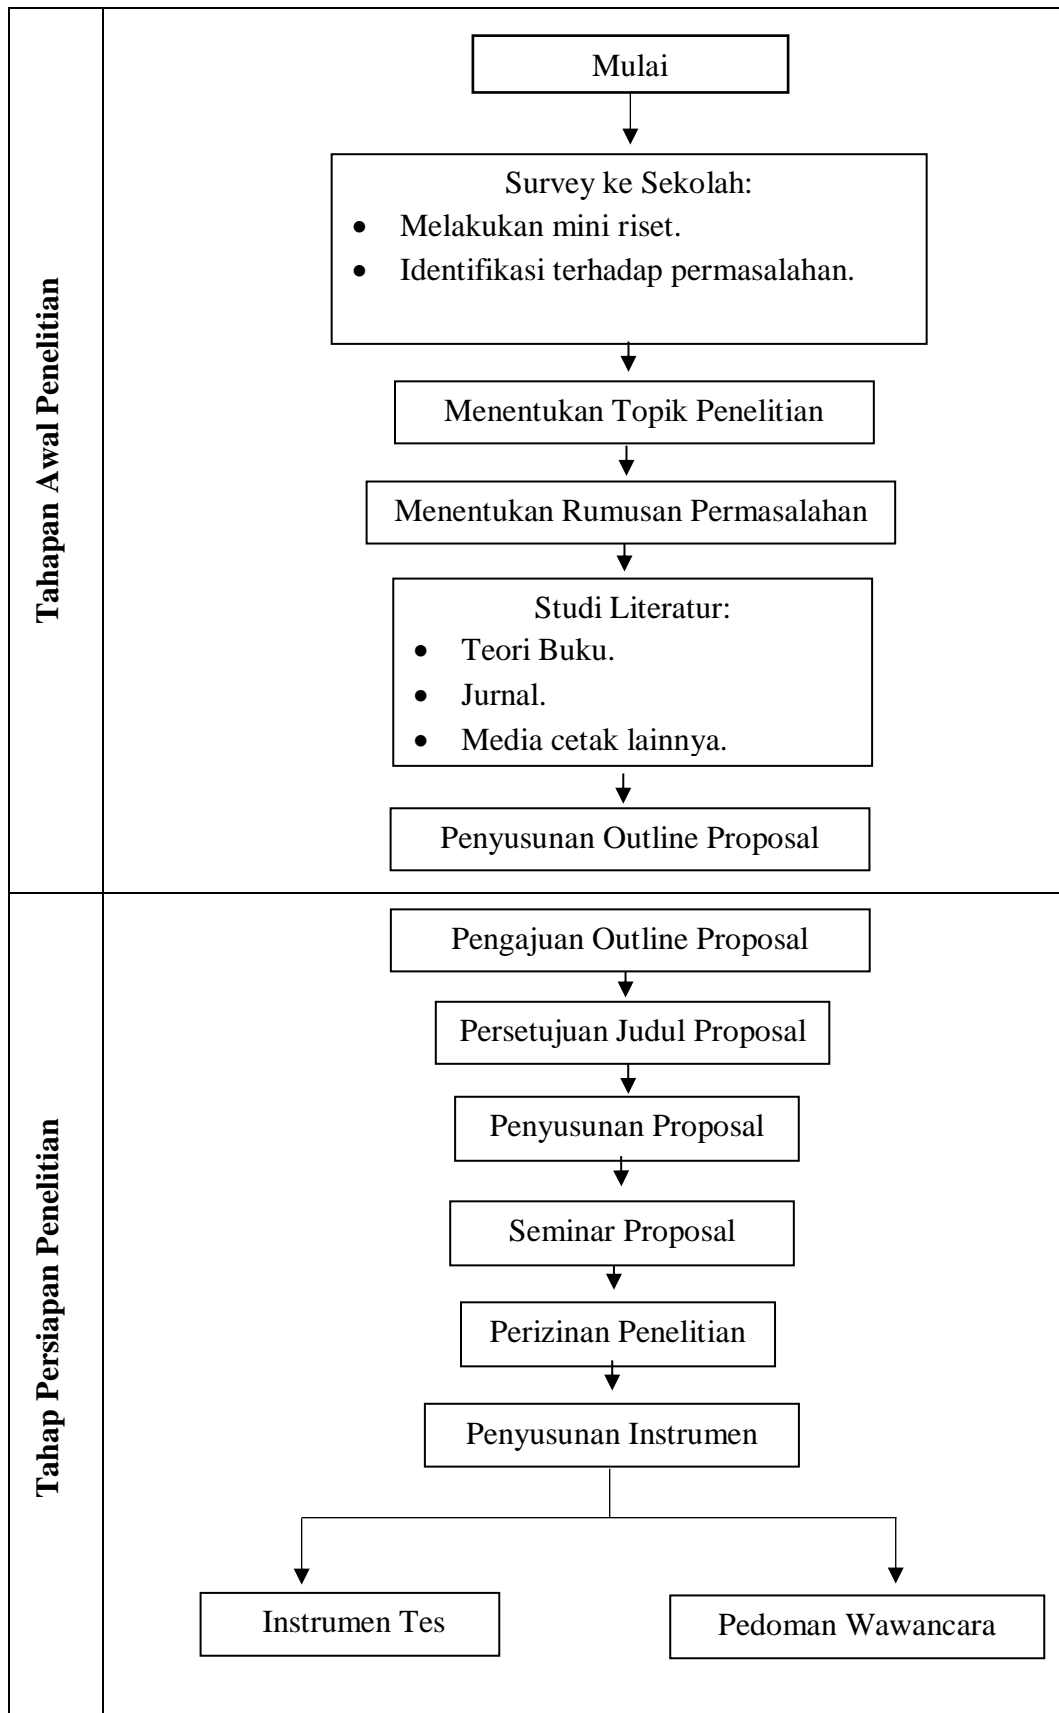 Tahapan Awal Penelitian
Mulai
Survey ke Sekolah:
• Melakukan mini riset.
• Identifikasi terhadap permasalahan.
Menentukan Topik Penelitian
Menentukan Rumusan Permasalahan
Studi Literatur:
• Teori Buku.
• Jurnal.
• Media cetak lainnya.
Penyusunan Outline Proposal
Tahap Persiapan Penelitian
Pengajuan Outline Proposal
Persetujuan Judul Proposal
Penyusunan Proposal
Seminar Proposal
Perizinan Penelitian
Penyusunan Instrumen
Instrumen Tes
Pedoman Wawancara